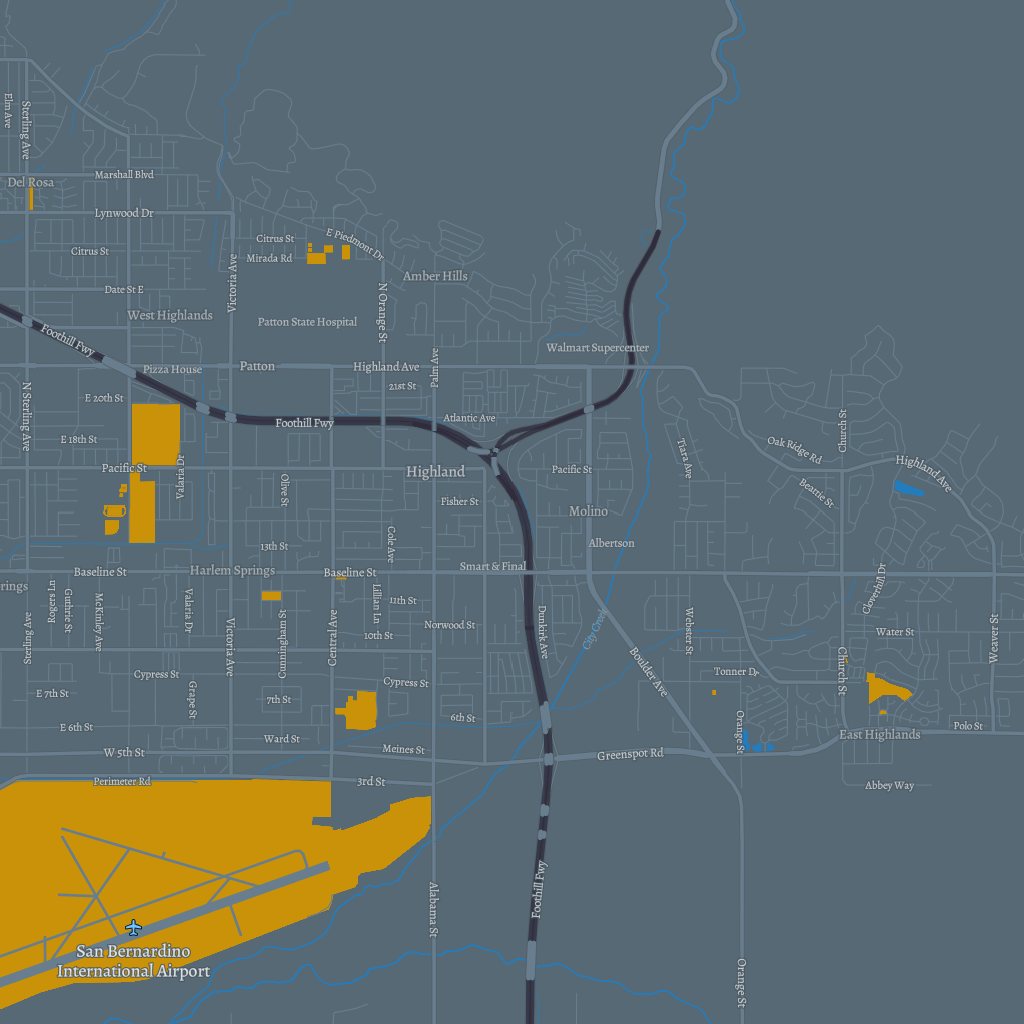 Elm Ave
Sterling Ave
Marshall Blvd
Del Rosa
Lynwood Dr
Citrus St
Citrus St
E Piedmont Dr
Mirada Rd
Victoria Ave
Amber Hills
Date St E
N Orange St
West Highlands
Patton State Hospital
Foothill Fwy
Walmart Supercenter
Pizza House
Patton
Highland Ave
Palm Ave
21st St
E 20th St
N Sterling Ave
Foothill Fwy
Atlantic Ave
Church St
E 18th St
Tiara Ave
Oak Ridge Rd
Pacific St
Valaria Dr
Highland
Pacific St
Highland Ave
Olive St
Beattie St
Fisher St
Molino
Cole Ave
13th St
Albertson
Baseline St
Harlem Springs
Baseline St
Smart & Final
rings
Rogers Ln
Guthrie St
McKinley Ave
Valaria Dr
Lillian Ln
11th St
Cloverhill Dr
Sterling Ave
Victoria Ave
Cunningham St
Central Ave
10th St
Norwood St
Dunkirk Ave
City Creek
Webster St
Water St
Weaver St
Cypress St
Cypress St
Boulder Ave
Tonner Dr
Church St
E 7th St
Grape St
7th St
6th St
Orange St
E 6th St
Ward St
Polo St
East Highlands
W 5th St
Meines St
Greenspot Rd
Perimeter Rd
3rd St
Abbey Way
Foothill Fwy
Alabama St
San Bernardino
International Airport
Orange St